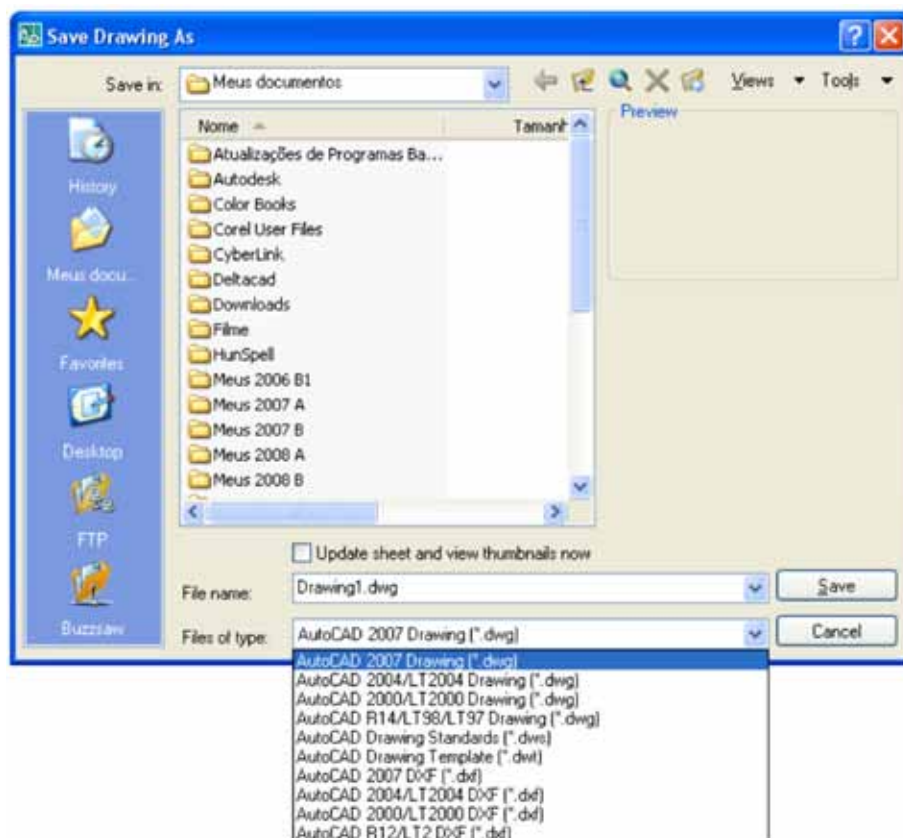 Save Drawing As
Save in:
Meus documentos
Views
Tools
History
Meus docu...
Favorites
Desktop
FTP
Buzzsaw
Nome
Tamanh
Atualizações de Programas Ba...
Autodesk
Color Books
Corel User Files
CyberLink
Deltacad
Downloads
Filme
HunSpell
Meus 2006 B1
Meus 2007 A
Meus 2007 B
Meus 2008 A
Meus 2008 B
Preview
Update sheet and view thumbnails now
File name:
Drawing1.dwg
Save
Files of type:
AutoCAD 2007 Drawing (*.dwg)
Cancel
AutoCAD 2007 Drawing (*.dwg)
AutoCAD 2004/LT2004 Drawing (*.dwg)
AutoCAD 2000/LT2000 Drawing (*.dwg)
AutoCAD R14/LT98/LT97 Drawing (*.dwg)
AutoCAD Drawing Standards (*.dws)
AutoCAD Drawing Template (*.dwt)
AutoCAD 2007 DXF (*.dxf)
AutoCAD 2004/LT2004 DXF (*.dxf)
AutoCAD 2000/LT2000 DXF (*.dxf)
AutoCAD R12/LT2 DXF (*.dxf)